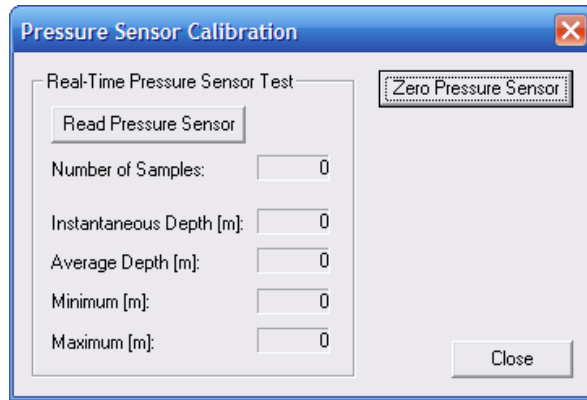 Pressure Sensor Calibration
Real-Time Pressure Sensor Test
Zero Pressure Sensor
Read Pressure Sensor
Number of Samples: 0
Instantaneous Depth [m]: 0
Average Depth [m]: 0
Minimum [m]: 0
Maximum [m]: 0
Close